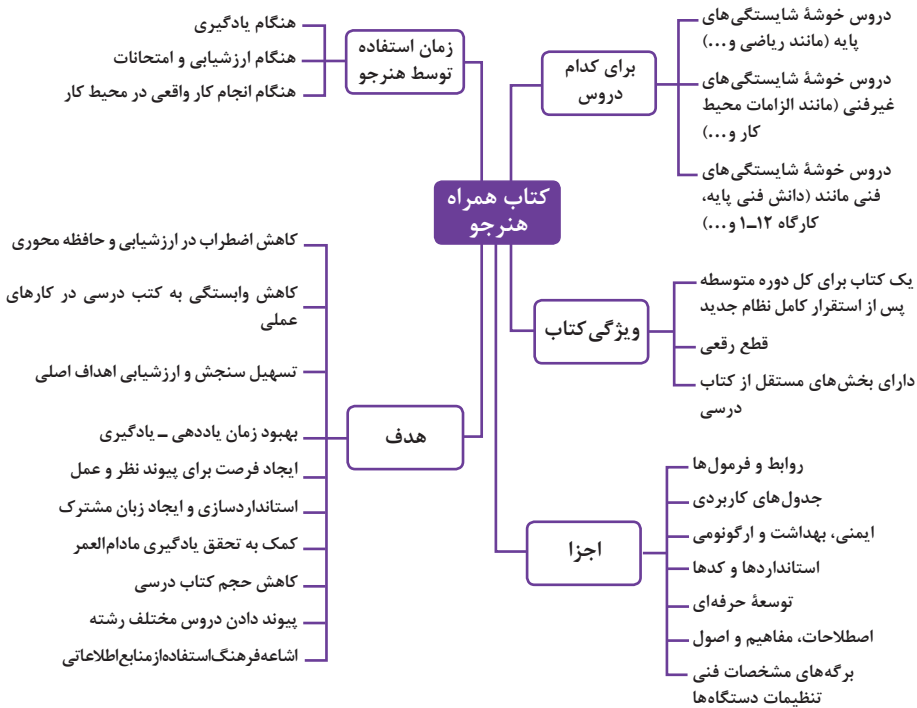 کتاب همراه
هنرجو
برای کدام
دروس
دروس خوشهٔ شایستگی‌های
پایه (مانند ریاضی و...)
دروس خوشهٔ شایستگی‌های
غیرفنی (مانند الزامات محیط
کار و...)
دروس خوشهٔ شایستگی‌های
فنی مانند (دانش فنی پایه،
کارگاه ۱۲ــ۱ و...)
ویژگی کتاب
یک کتاب برای کل دوره متوسطه
پس از استقرار کامل نظام جدید
قطع رقعی
دارای بخش‌های مستقل از کتاب
درسی
اجزا
روابط و فرمول‌ها
جدول‌های کاربردی
ایمنی، بهداشت و ارگونومی
استانداردها و کدها
توسعهٔ حرفه‌ای
اصطلاحات، مفاهیم و اصول
برگه‌های مشخصات فنی
تنظیمات دستگاه‌ها
زمان استفاده
توسط هنرجو
هنگام یادگیری
هنگام ارزشیابی و امتحانات
هنگام انجام کار واقعی در محیط کار
هدف
کاهش اضطراب در ارزشیابی و حافظه محوری
کاهش وابستگی به کتب درسی در کارهای
عملی
تسهیل سنجش و ارزشیابی اهداف اصلی
بهبود زمان یاددهی ــ یادگیری
ایجاد فرصت برای پیوند نظر و عمل
استانداردسازی و ایجاد زبان مشترک
کمک به تحقق یادگیری مادام‌العمر
کاهش حجم کتاب درسی
پیوند دادن دروس مختلف رشته
اشاعه فرهنگ استفاده از منابع اطلاعاتی